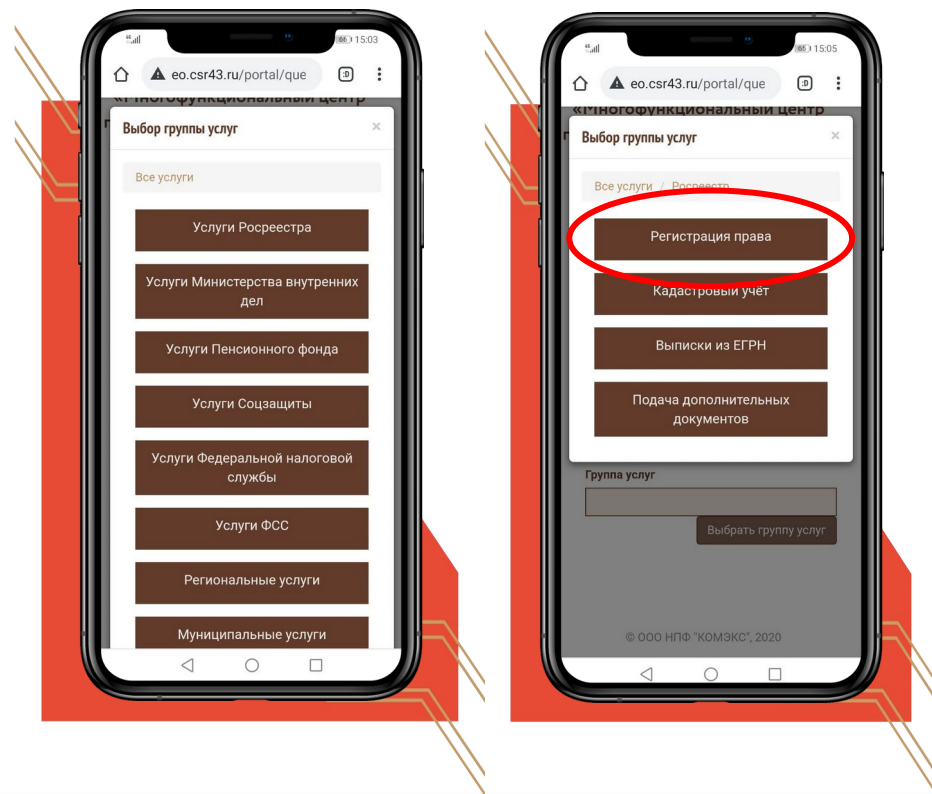 15:03
eo.csr43.ru/portal/que
:D
«Многофункциональный центр
Выбор группы услуг
×
Все услуги
Услуги Росреестра
Услуги Министерства внутренних
дел
Услуги Пенсионного фонда
Услуги Соцзащиты
Услуги Федеральной налоговой
службы
Услуги ФСС
Региональные услуги
Муниципальные услуги
65 15:05
eo.csr43.ru/portal/que
:D
«Многофункциональный центр
Выбор группы услуг
×
Все услуги / Росреестр
Регистрация права
Кадастровый учёт
Выписки из ЕГРН
Подача дополнительных
документов
Группа услуг
Выбрать группу услуг
© ООО НПФ "КОМЭКС", 2020